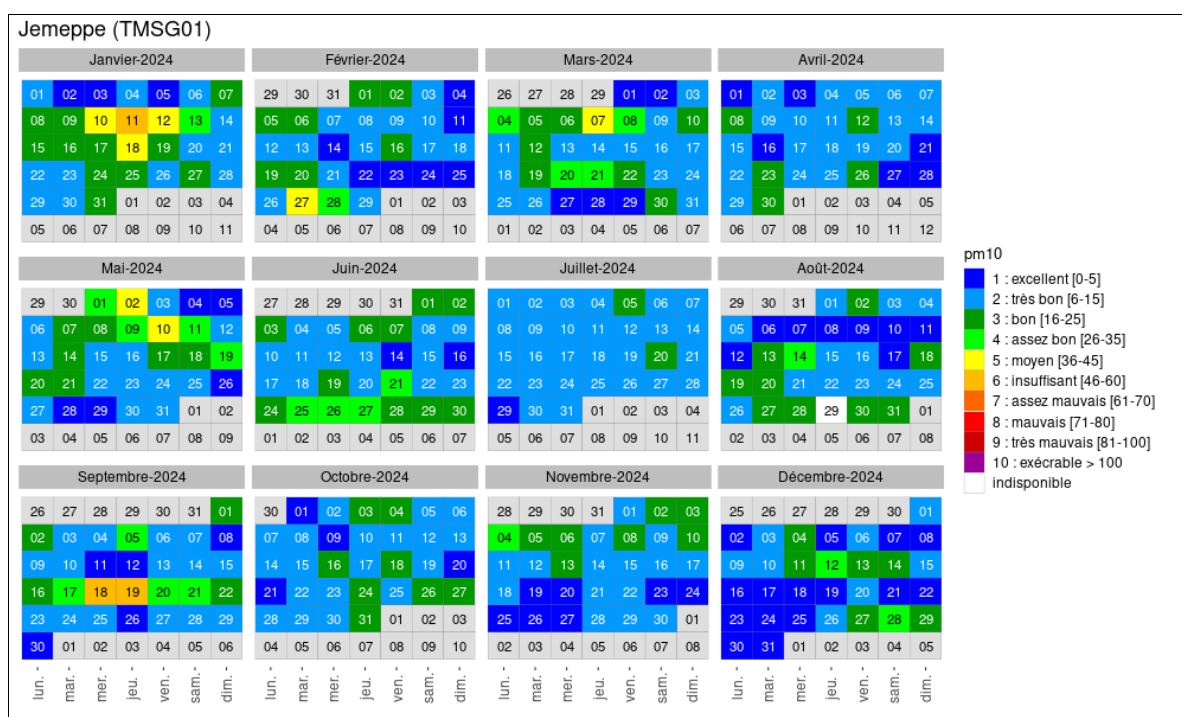 Jemeppe (TMSG01)
Janvier-2024 Février-2024 Mars-2024 Avril-2024
01 02 03 04 05 06 07 29 30 31 01 02 03 04 26 27 28 29 01 02 03 01 02 03 04 05 06 07
08 09 10 11 12 13 14 05 06 07 08 09 10 11 04 05 06 07 08 09 10 08 09 10 11 12 13 14
15 16 17 18 19 20 21 12 13 14 15 16 17 18 11 12 13 14 15 16 17 15 16 17 18 19 20 21
22 23 24 25 26 27 28 19 20 21 22 23 24 25 18 19 20 21 22 23 24 22 23 24 25 26 27 28
29 30 31 01 02 03 04 26 27 28 29 01 02 03 25 26 27 28 29 30 31 29 30 01 02 03 04 05
05 06 07 08 09 10 11 04 05 06 07 08 09 10 01 02 03 04 05 06 07 06 07 08 09 10 11 12
Mai-2024 Juin-2024 Juillet-2024 Août-2024
29 30 01 02 03 04 05 27 28 29 30 31 01 02 01 02 03 04 05 06 07 29 30 31 01 02 03 04
06 07 08 09 10 11 12 03 04 05 06 07 08 09 08 09 10 11 12 13 14 05 06 07 08 09 10 11
13 14 15 16 17 18 19 10 11 12 13 14 15 16 15 16 17 18 19 20 21 12 13 14 15 16 17 18
20 21 22 23 24 25 26 17 18 19 20 21 22 23 22 23 24 25 26 27 28 19 20 21 22 23 24 25
27 28 29 30 31 01 02 24 25 26 27 28 29 30 29 30 31 01 02 03 04 26 27 28 29 30 31 01
03 04 05 06 07 08 09 01 02 03 04 05 06 07 05 06 07 08 09 10 11 02 03 04 05 06 07 08
Septembre-2024 Octobre-2024 Novembre-2024 Décembre-2024
26 27 28 29 30 31 01 30 01 02 03 04 05 06 28 29 30 31 01 02 03 25 26 27 28 29 30 01
02 03 04 05 06 07 08 07 08 09 10 11 12 13 04 05 06 07 08 09 10 02 03 04 05 06 07 08
09 10 11 12 13 14 15 14 15 16 17 18 19 20 11 12 13 14 15 16 17 09 10 11 12 13 14 15
16 17 18 19 20 21 22 21 22 23 24 25 26 27 18 19 20 21 22 23 24 16 17 18 19 20 21 22
23 24 25 26 27 28 29 28 29 30 31 01 02 03 25 26 27 28 29 30 01 23 24 25 26 27 28 29
30 01 02 03 04 05 06 04 05 06 07 08 09 10 02 03 04 05 06 07 08 30 31 01 02 03 04 05
lun. - mar. - mer. - jeu. - ven. - sam. - dim. - lun. - mar. - mer. - jeu. - ven. - sam. - dim. - lun. - mar. - mer. - jeu. - ven. - sam. - dim. - lun. - mar. - mer. - jeu. - ven. - sam. - dim. -
pm10
1 : excellent [0-5]
2 : très bon [6-15]
3 : bon [16-25]
4 : assez bon [26-35]
5 : moyen [36-45]
6 : insuffisant [46-60]
7 : assez mauvais [61-70]
8 : mauvais [71-80]
9 : très mauvais [81-100]
10 : exécrable > 100
indisponible